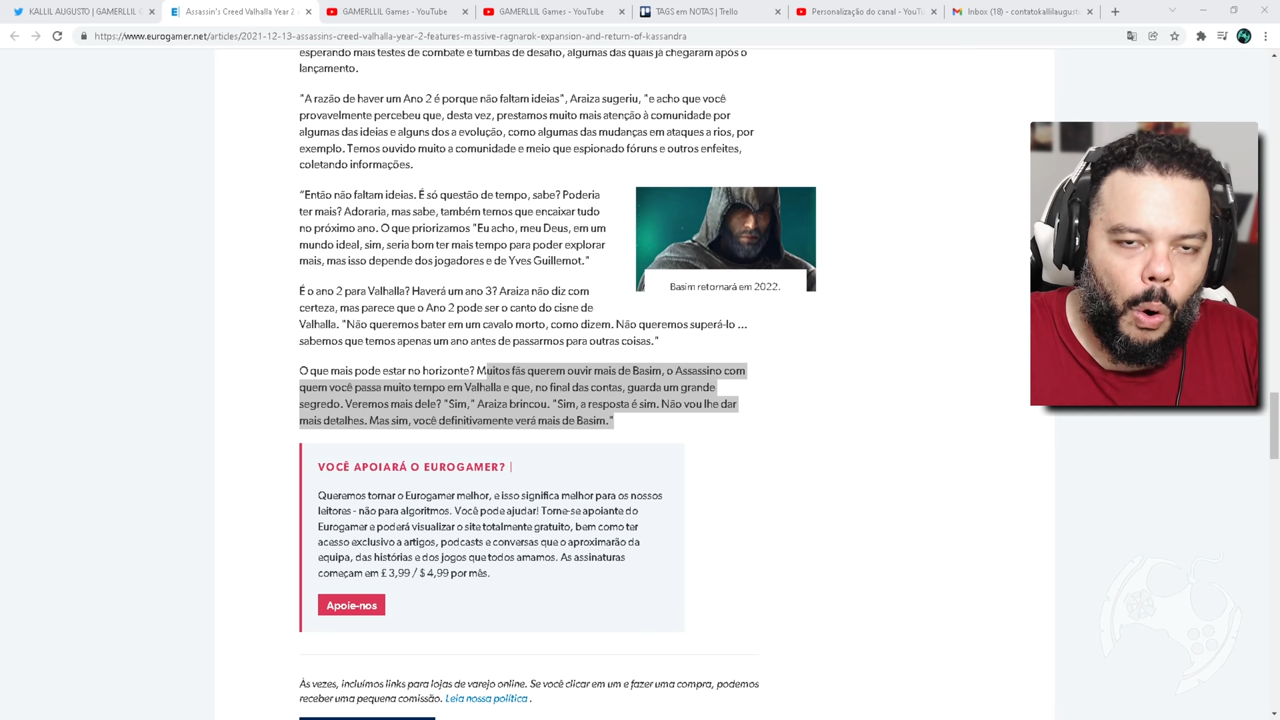 KALLIL AUGUSTO | GAMERLLIL
Assassin's Creed Valhalla Year 2
GAMERLLIL Games - YouTube
GAMERLLIL Games - YouTube
TAGS em NOTAS | Trello
Personalização do canal - YouTu
Inbox (18) - contatokallilaugust
https://www.eurogamer.net/articles/2021-12-13-assassins-creed-valhalla-year-2-features-massive-ragnarok-expansion-and-return-of-kassandra
esperando mais testes de combate e tumbas de desafio, algumas das quais já chegaram após o
lançamento.
"A razão de haver um Ano 2 é porque não faltam ideias", Araiza sugeriu, "e acho que você
provavelmente percebeu que, desta vez, prestamos muito mais atenção à comunidade por
algumas das ideias e alguns dos a evolução, como algumas das mudanças em ataques a rios, por
exemplo. Temos ouvido muito a comunidade e meio que espionado fóruns e outros enfeites,
coletando informações.
“Então não faltam ideias. É só questão de tempo, sabe? Poderia
ter mais? Adoraria, mas sabe, também temos que encaixar tudo
no próximo ano. O que priorizamos "Eu acho, meu Deus, em um
mundo ideal, sim, seria bom ter mais tempo para poder explorar
mais, mas isso depende dos jogadores e de Yves Guillemot."
Basim retornará em 2022.
É o ano 2 para Valhalla? Haverá um ano 3? Araiza não diz com
certeza, mas parece que o Ano 2 pode ser o canto do cisne de
Valhalla. "Não queremos bater em um cavalo morto, como dizem. Não queremos superá-lo ...
sabemos que temos apenas um ano antes de passarmos para outras coisas."
O que mais pode estar no horizonte? Muitos fãs querem ouvir mais de Basim, o Assassino com
quem você passa muito tempo em Valhalla e que, no final das contas, guarda um grande
segredo. Veremos mais dele? "Sim," Araiza brincou. "Sim, a resposta é sim. Não vou lhe dar
mais detalhes. Mas sim, você definitivamente verá mais de Basim."
VOCÊ APOIARÁ O EUROGAMER? |
Queremos tornar o Eurogamer melhor, e isso significa melhor para os nossos
leitores - não para algoritmos. Você pode ajudar! Torne-se apoiante do
Eurogamer e poderá visualizar o site totalmente gratuito, bem como ter
acesso exclusivo a artigos, podcasts e conversas que o aproximarão da
equipa, das histórias e dos jogos que todos amamos. As assinaturas
começam em £ 3,99 / $ 4,99 por mês.
Apoie-nos
Às vezes, incluímos links para lojas de varejo online. Se você clicar em um e fazer uma compra, podemos
receber uma pequena comissão. Leia nossa política .